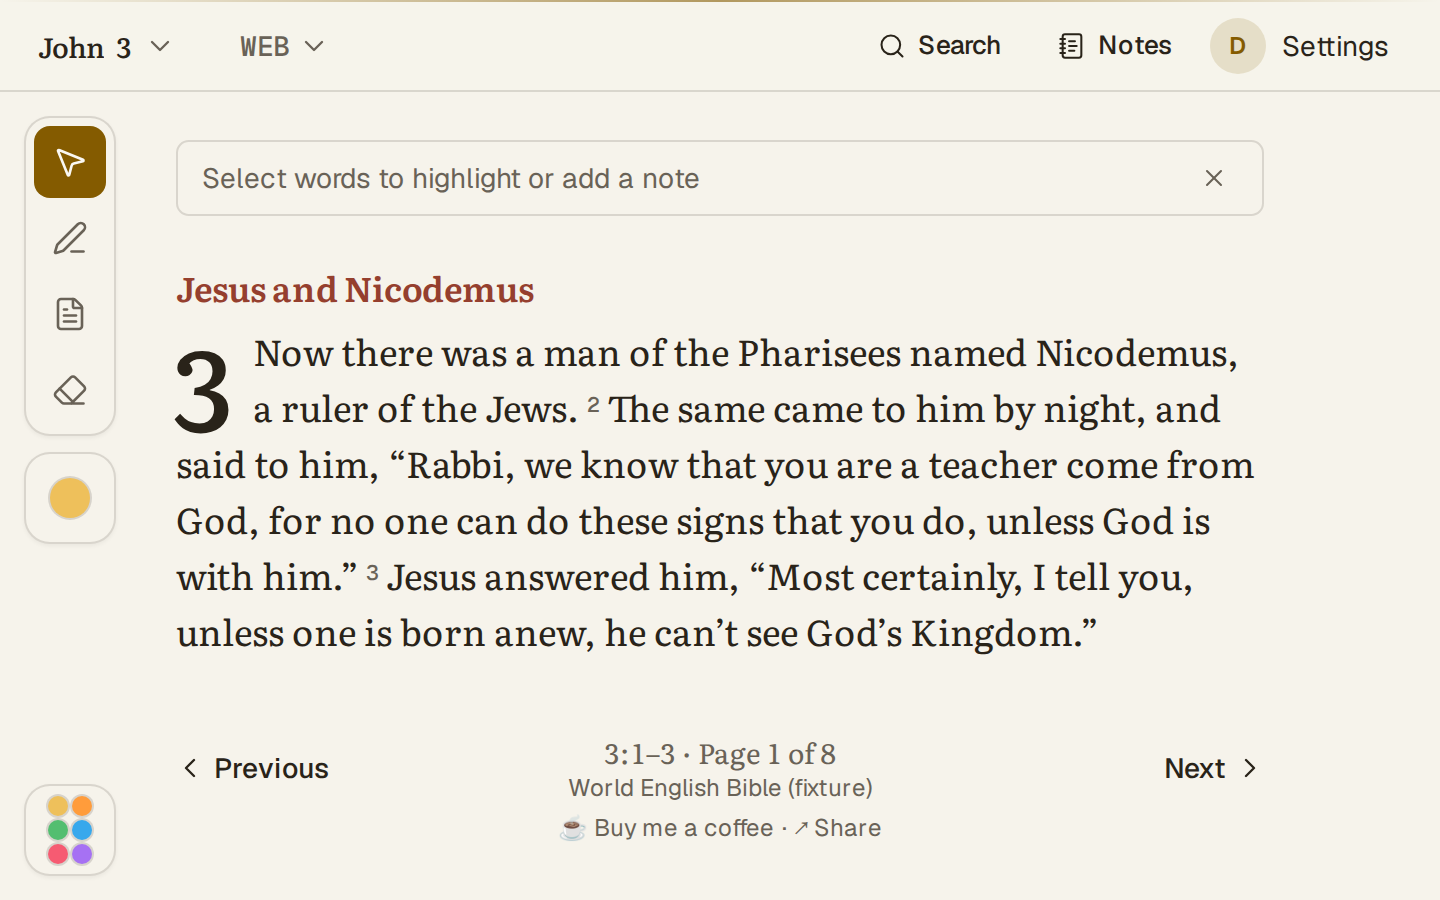 John 3
WEB
Search
Notes
D
Settings
Select words to highlight or add a note
Jesus and Nicodemus
3 Now there was a man of the Pharisees named Nicodemus,
a ruler of the Jews. 2 The same came to him by night, and
said to him, “Rabbi, we know that you are a teacher come from
God, for no one can do these signs that you do, unless God is
with him.” 3 Jesus answered him, “Most certainly, I tell you,
unless one is born anew, he can’t see God’s Kingdom.”
Previous
3:1–3 · Page 1 of 8
Next
World English Bible (fixture)
☕ Buy me a coffee · ↗ Share